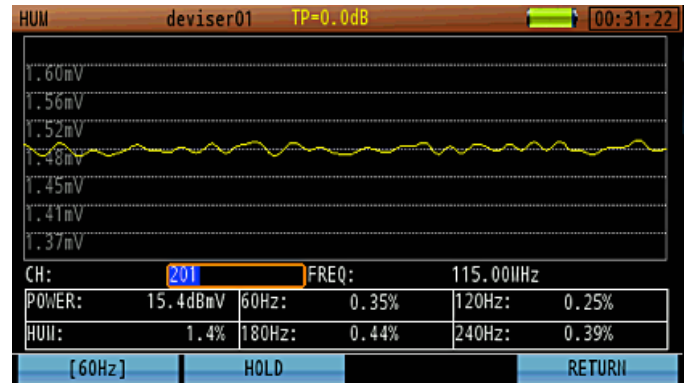 HUM deviser01 TP=0.0dB 00:31:22
1.60mV
1.56mV
1.52mV
1.48mV
1.45mV
1.41mV
1.37mV
CH: 201 FREQ: 115.00MHz
POWER: 15.4dBmV 60Hz: 0.35% 120Hz: 0.25%
HUM: 1.4% 180Hz: 0.44% 240Hz: 0.39%
[60Hz] HOLD RETURN